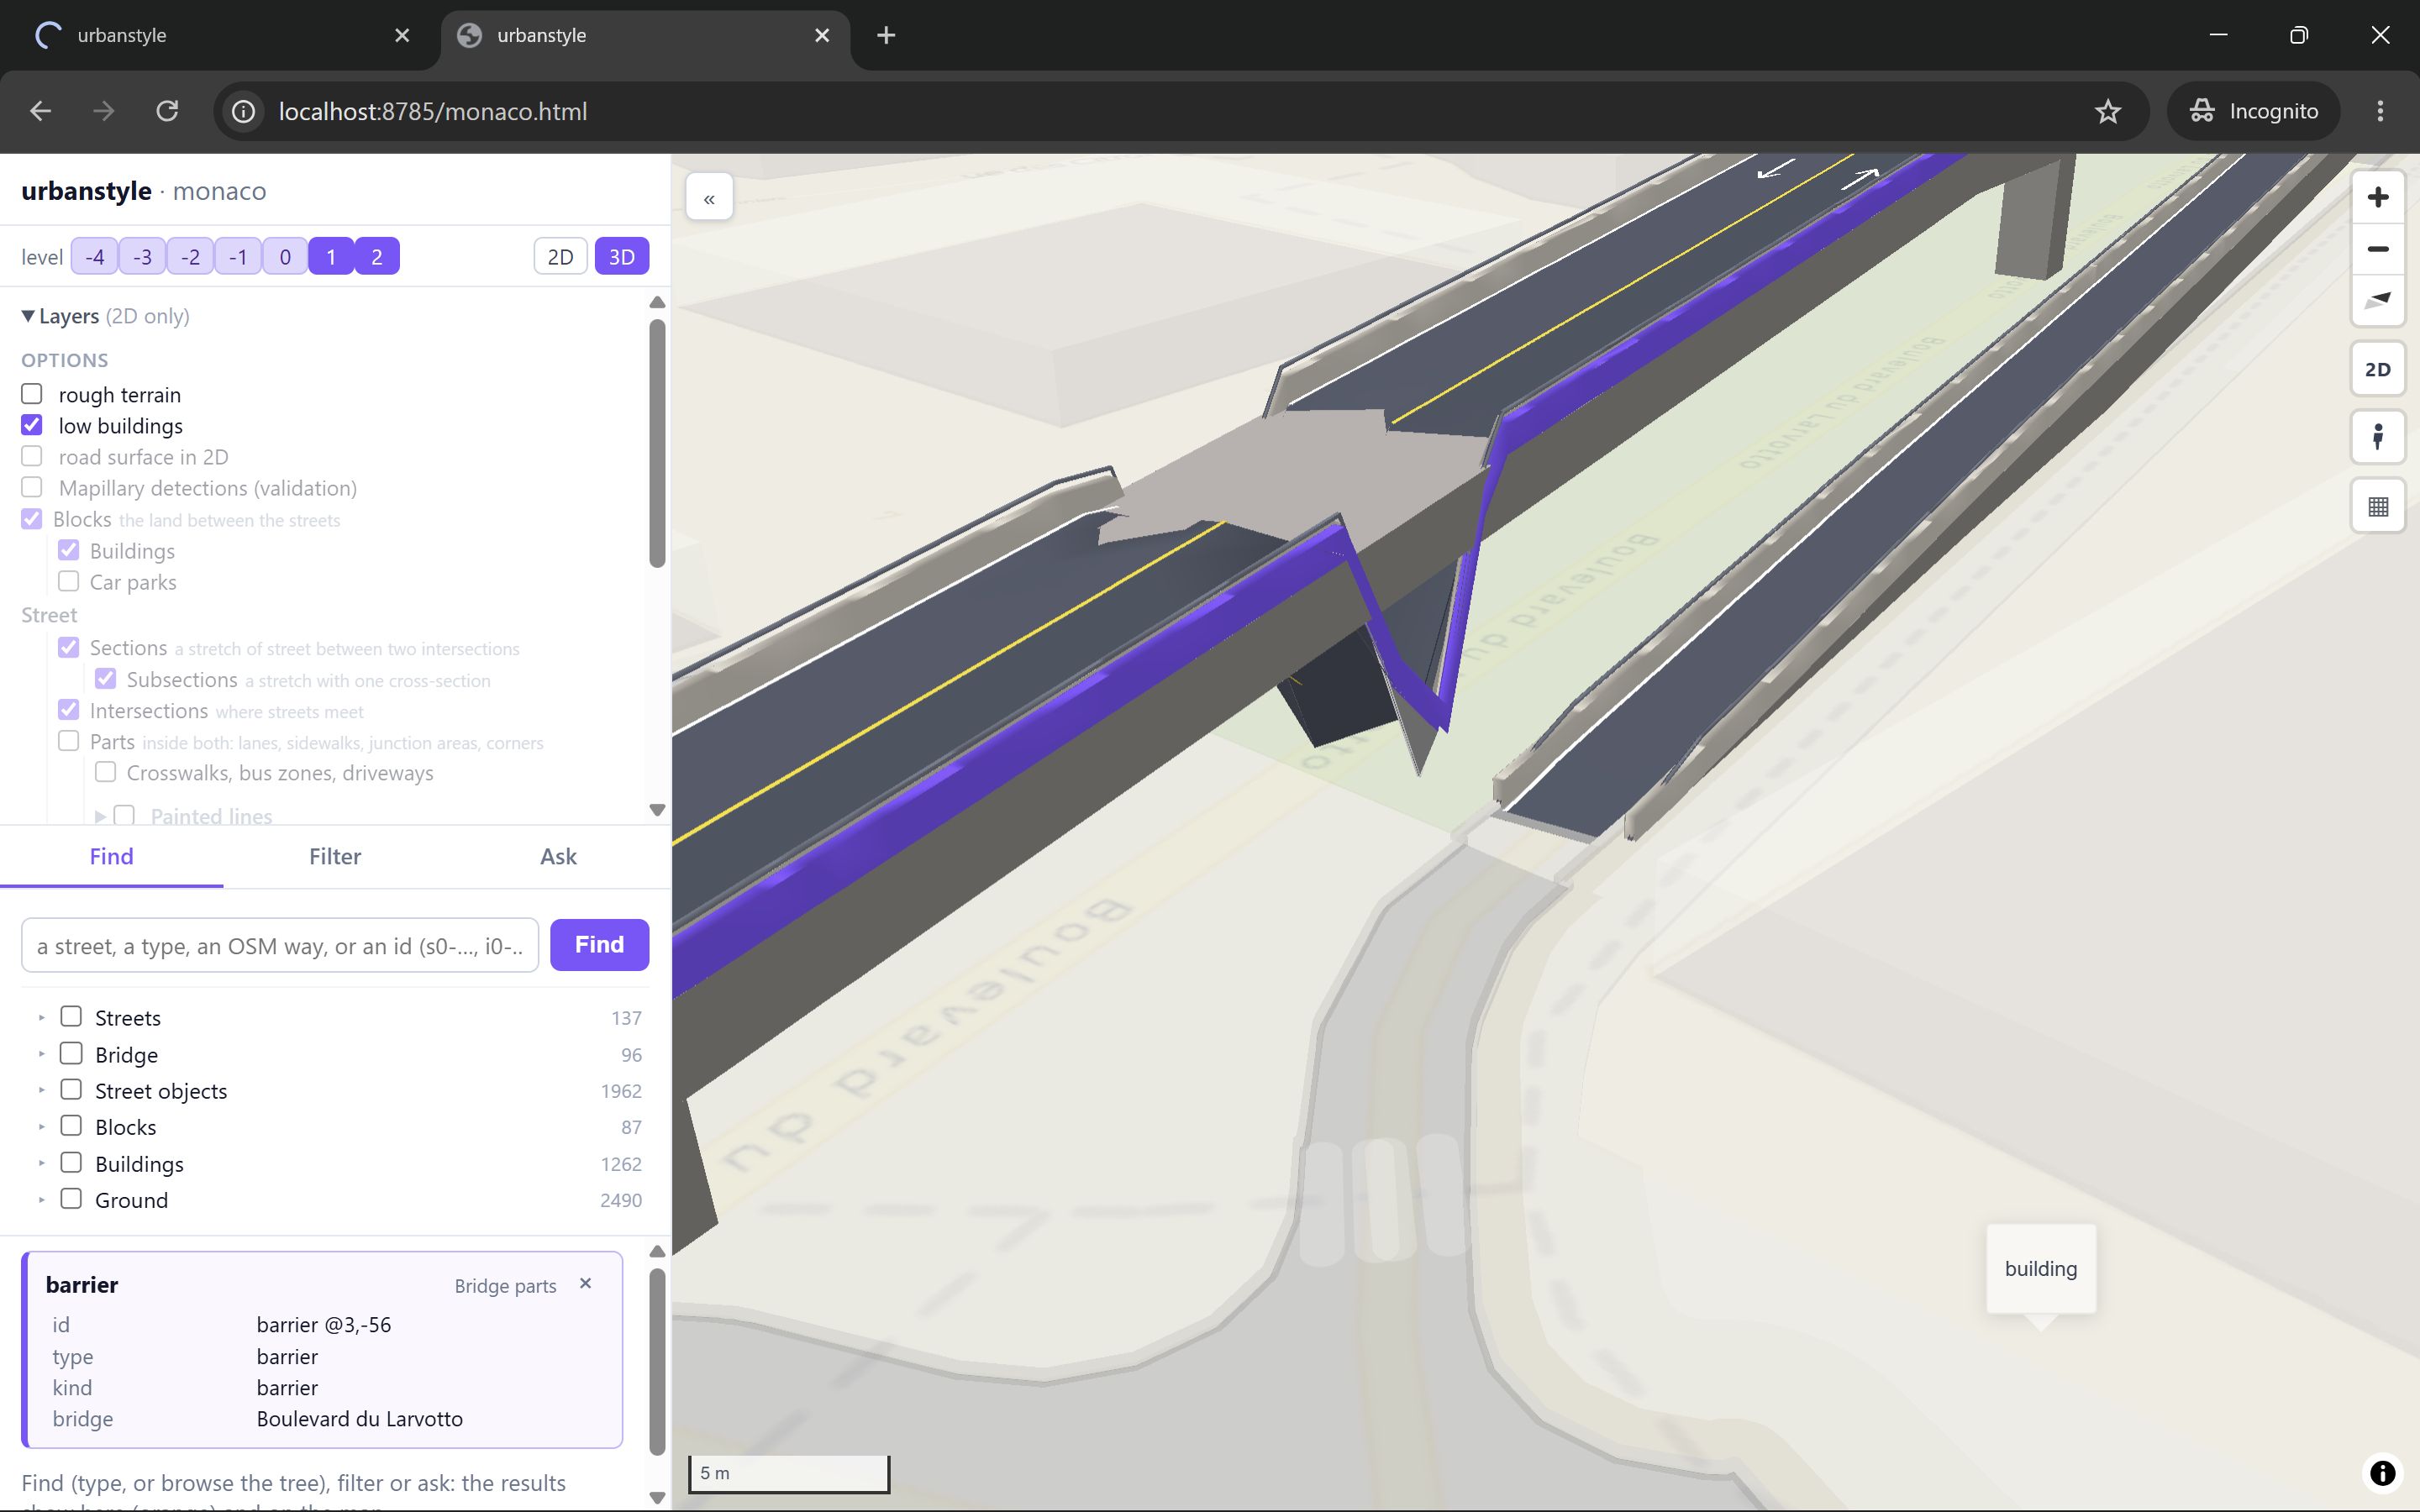 urbanstyle
urbanstyle
localhost:8785/monaco.html
Incognito
urbanstyle · monaco
level -4 -3 -2 -1 0 1 2 2D 3D
▼Layers (2D only)
OPTIONS
rough terrain
low buildings
road surface in 2D
Mapillary detections (validation)
Blocks the land between the streets
Buildings
Car parks
Street
Sections a stretch of street between two intersections
Subsections a stretch with one cross-section
Intersections where streets meet
Parts inside both: lanes, sidewalks, junction areas, corners
Crosswalks, bus zones, driveways
Painted lines
Find Filter Ask
a street, a type, an OSM way, or an id (s0-..., i0-..
Find
Streets 137
Bridge 96
Street objects 1962
Blocks 87
Buildings 1262
Ground 2490
barrier Bridge parts ×
id barrier @3,-56
type barrier
kind barrier
bridge Boulevard du Larvotto
Find (type, or browse the tree), filter or ask: the results
«
2D
Boulevard du Larvotto
Boulevard du
Boulevard du
building
5 m